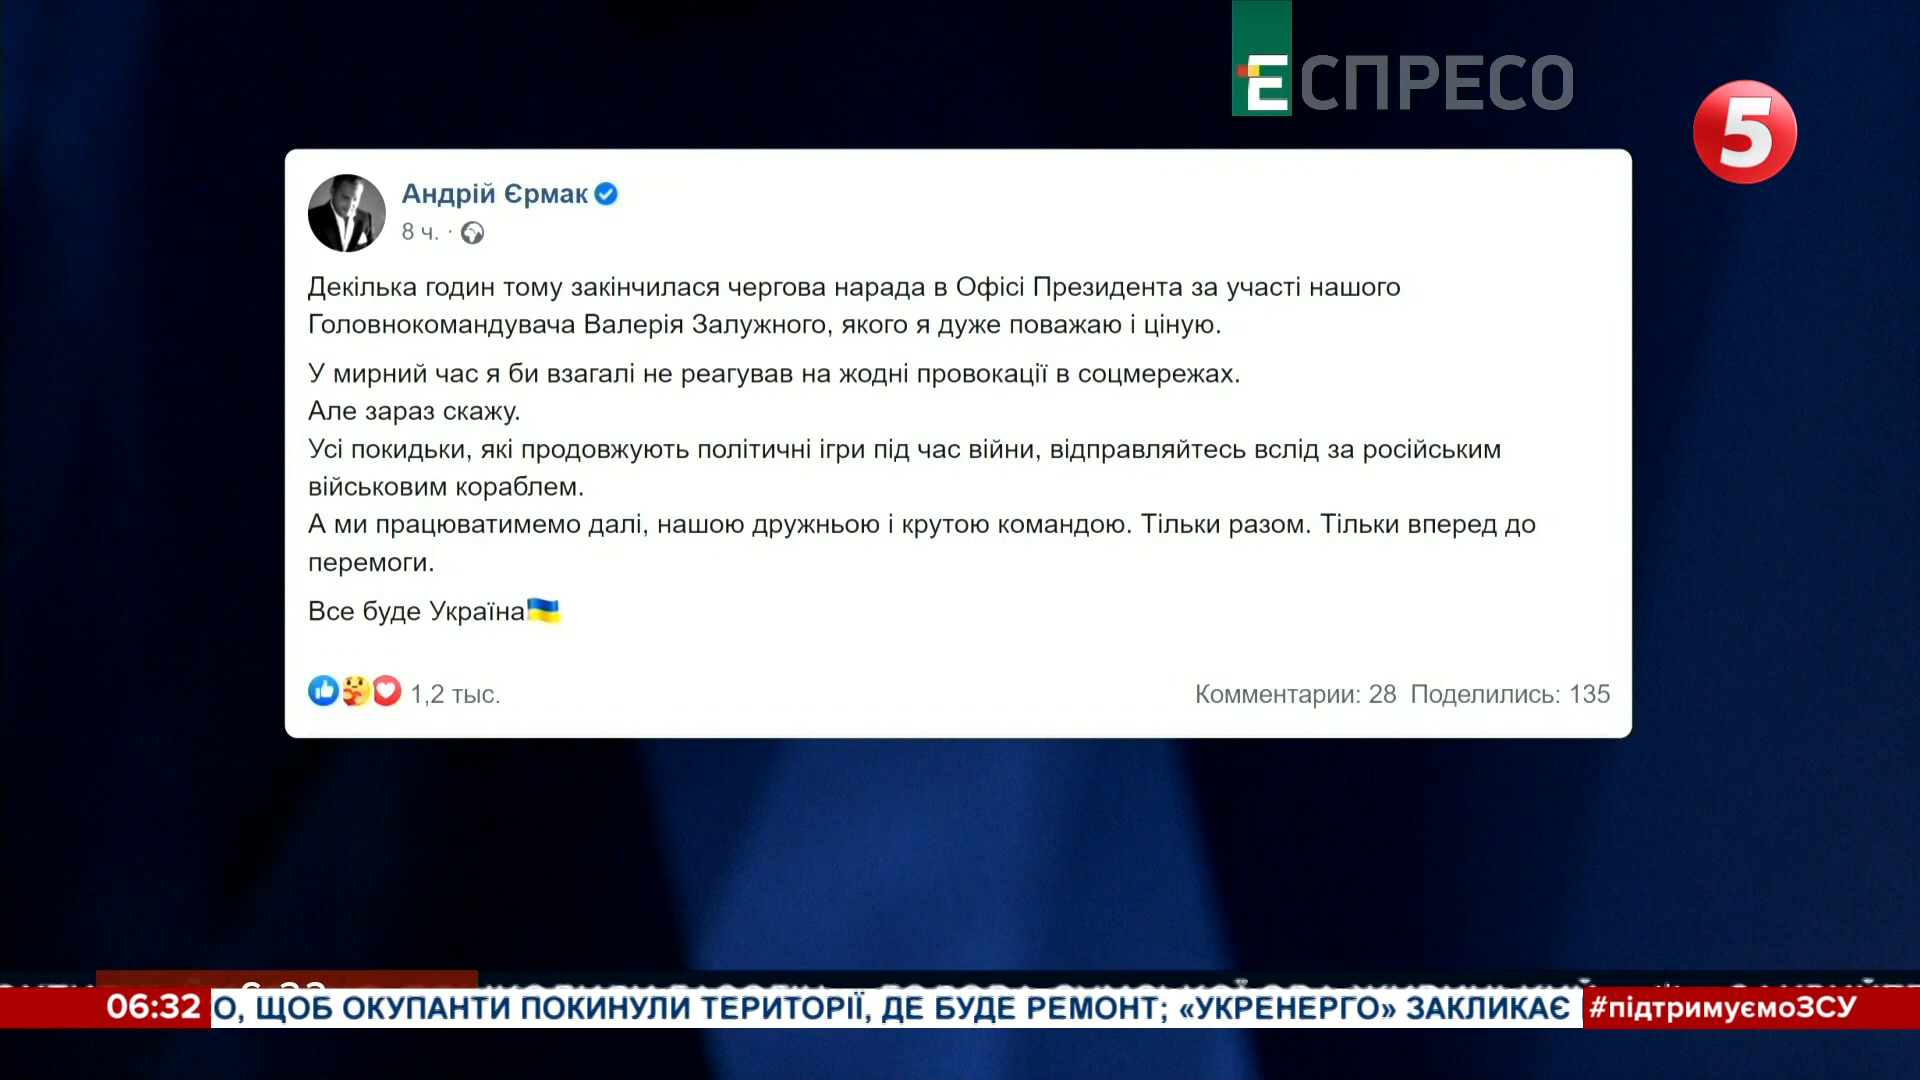 ЕСПРЕСО
5
Андрій Єрмак
8 ч. ·
Декілька годин тому закінчилася чергова нарада в Офісі Президента за участі нашого
Головнокомандувача Валерія Залужного, якого я дуже поважаю і ціную.
У мирний час я би взагалі не реагував на жодні провокації в соцмережах.
Але зараз скажу.
Усі покидьки, які продовжують політичні ігри під час війни, відправляйтесь вслід за російським
військовим кораблем.
А ми працюватимемо далі, нашою дружньою і крутою командою. Тільки разом. Тільки вперед до
перемоги.
Все буде Україна🇺🇦
1,2 тыс.
Комментарии: 28 Поделились: 135
06:32 О, ЩОБ ОКУПАНТИ ПОКИНУЛИ ТЕРИТОРІЇ, ДЕ БУДЕ РЕМОНТ; «УКРЕНЕРГО» ЗАКЛИКАЄ #підтримуємоЗСУ